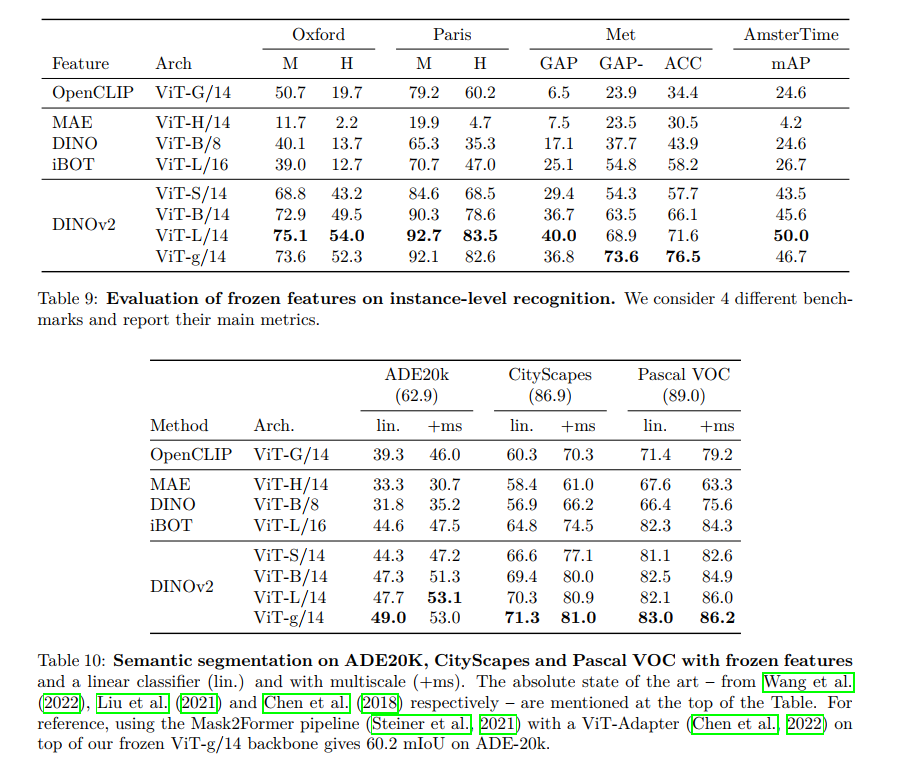 Oxford Paris Met AmsterTime
Feature Arch M H M H GAP GAP- ACC mAP
OpenCLIP ViT-G/14 50.7 19.7 79.2 60.2 6.5 23.9 34.4 24.6
MAE ViT-H/14 11.7 2.2 19.9 4.7 7.5 23.5 30.5 4.2
DINO ViT-B/8 40.1 13.7 65.3 35.3 17.1 37.7 43.9 24.6
iBOT ViT-L/16 39.0 12.7 70.7 47.0 25.1 54.8 58.2 26.7
DINOv2 ViT-S/14 68.8 43.2 84.6 68.5 29.4 54.3 57.7 43.5
ViT-B/14 72.9 49.5 90.3 78.6 36.7 63.5 66.1 45.6
ViT-L/14 75.1 54.0 92.7 83.5 40.0 68.9 71.6 50.0
ViT-g/14 73.6 52.3 92.1 82.6 36.8 73.6 76.5 46.7
Table 9: Evaluation of frozen features on instance-level recognition. We consider 4 different bench-
marks and report their main metrics.
ADE20k CityScapes Pascal VOC
(62.9) (86.9) (89.0)
Method Arch. lin. +ms lin. +ms lin. +ms
OpenCLIP ViT-G/14 39.3 46.0 60.3 70.3 71.4 79.2
MAE ViT-H/14 33.3 30.7 58.4 61.0 67.6 63.3
DINO ViT-B/8 31.8 35.2 56.9 66.2 66.4 75.6
iBOT ViT-L/16 44.6 47.5 64.8 74.5 82.3 84.3
DINOv2 ViT-S/14 44.3 47.2 66.6 77.1 81.1 82.6
ViT-B/14 47.3 51.3 69.4 80.0 82.5 84.9
ViT-L/14 47.7 53.1 70.3 80.9 82.1 86.0
ViT-g/14 49.0 53.0 71.3 81.0 83.0 86.2
Table 10: Semantic segmentation on ADE20K, CityScapes and Pascal VOC with frozen features
and a linear classifier (lin.) and with multiscale (+ms). The absolute state of the art – from Wang et al.
(2022), Liu et al. (2021) and Chen et al. (2018) respectively – are mentioned at the top of the Table. For
reference, using the Mask2Former pipeline (Steiner et al., 2021) with a ViT-Adapter (Chen et al., 2022) on
top of our frozen ViT-g/14 backbone gives 60.2 mIoU on ADE-20k.